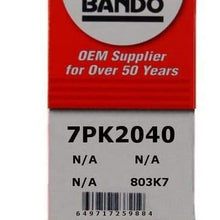 BANDO
OEM Supplier
for Over 50 Years
7PK2040
N/A N/A
N/A 803K7
649717259884